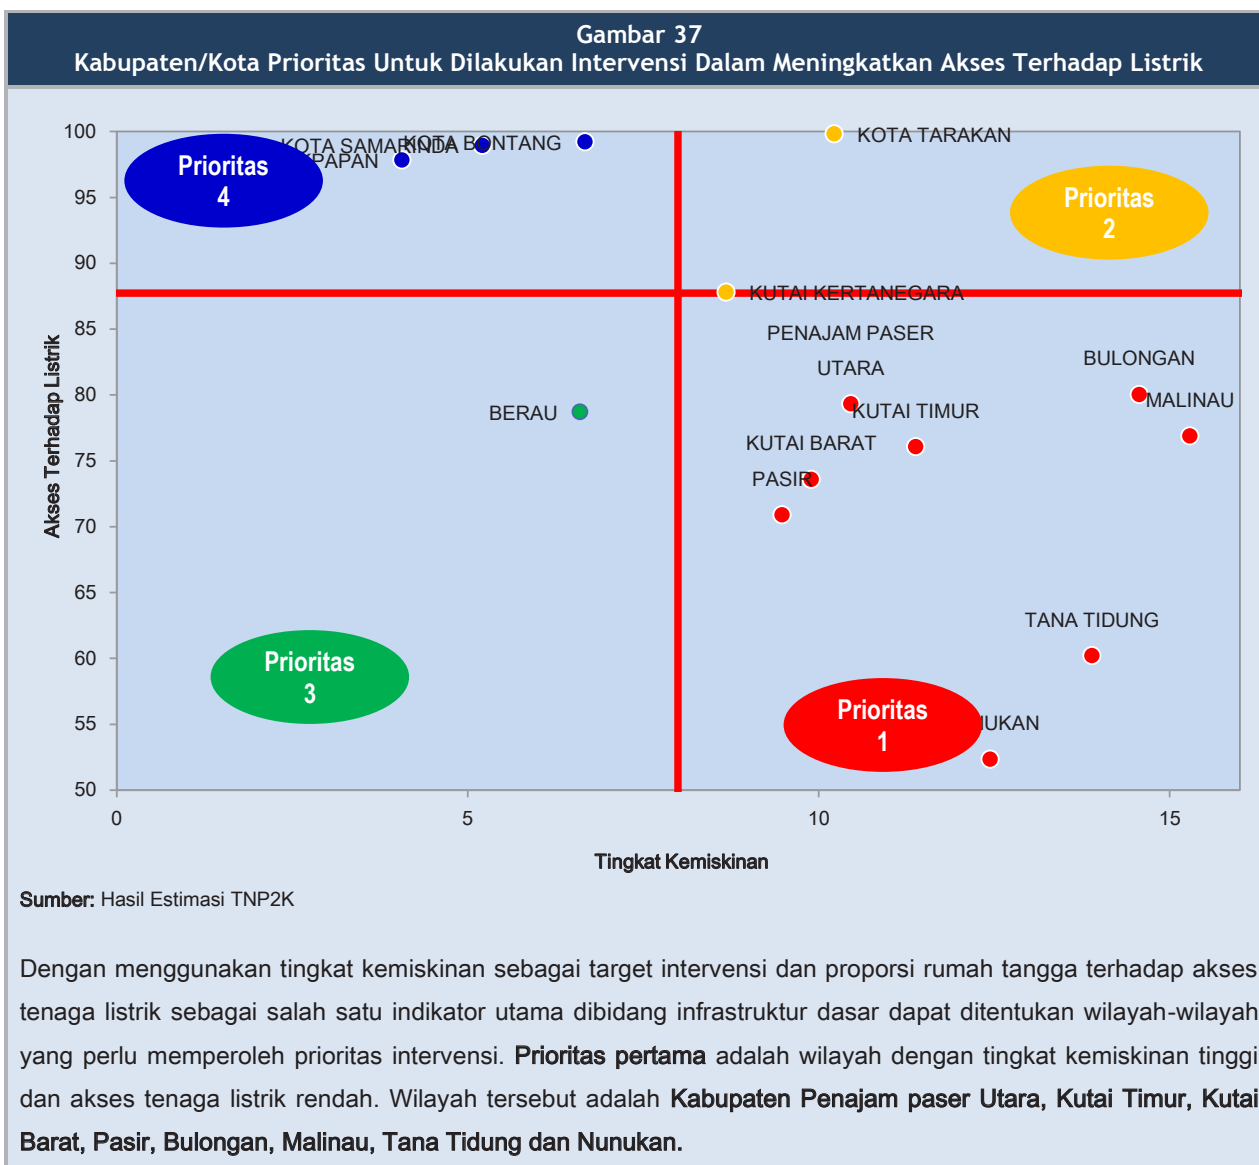 Gambar 37
Kabupaten/Kota Prioritas Untuk Dilakukan Intervensi Dalam Meningkatkan Akses Terhadap Listrik
100
95
90
85
80
75
70
65
60
55
50
Akses Terhadap Listrik
KOTA SAMARINDA
KOTA BONTANG
KOTA TARAKAN
Prioritas
4
Prioritas
2
KUTAI KERTANEGARA
PENAJAM PASER
UTARA
BULONGAN
MALINAU
BERAU
KUTAI TIMUR
KUTAI BARAT
PASIR
TANA TIDUNG
Prioritas
3
Prioritas
1
0
5
10
15
Tingkat Kemiskinan
Sumber: Hasil Estimasi TNP2K
Dengan menggunakan tingkat kemiskinan sebagai target intervensi dan proporsi rumah tangga terhadap akses
tenaga listrik sebagai salah satu indikator utama dibidang infrastruktur dasar dapat ditentukan wilayah-wilayah
yang perlu memperoleh prioritas intervensi. Prioritas pertama adalah wilayah dengan tingkat kemiskinan tinggi
dan akses tenaga listrik rendah. Wilayah tersebut adalah Kabupaten Penajam paser Utara, Kutai Timur, Kutai
Barat, Pasir, Bulongan, Malinau, Tana Tidung dan Nunukan.